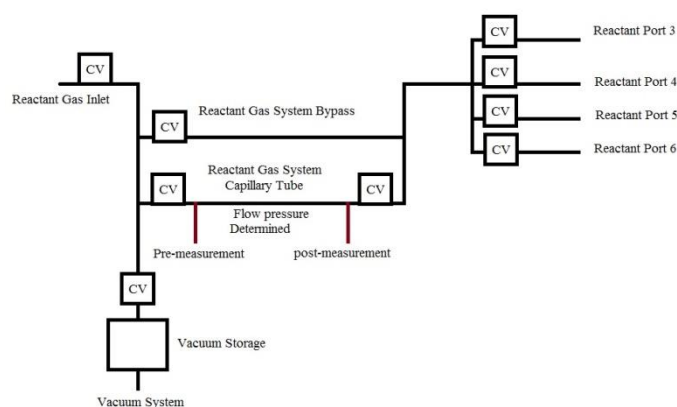 CV
Reactant Port 3
CV
Reactant Gas Inlet
CV
Reactant Port 4
Reactant Gas System Bypass
CV
Reactant Port 5
CV
CV
Reactant Port 6
Reactant Gas System
Capillary Tube
CV
CV
Flow pressure
Determined
Pre-measurement
post-measurement
CV
Vacuum Storage
Vacuum System